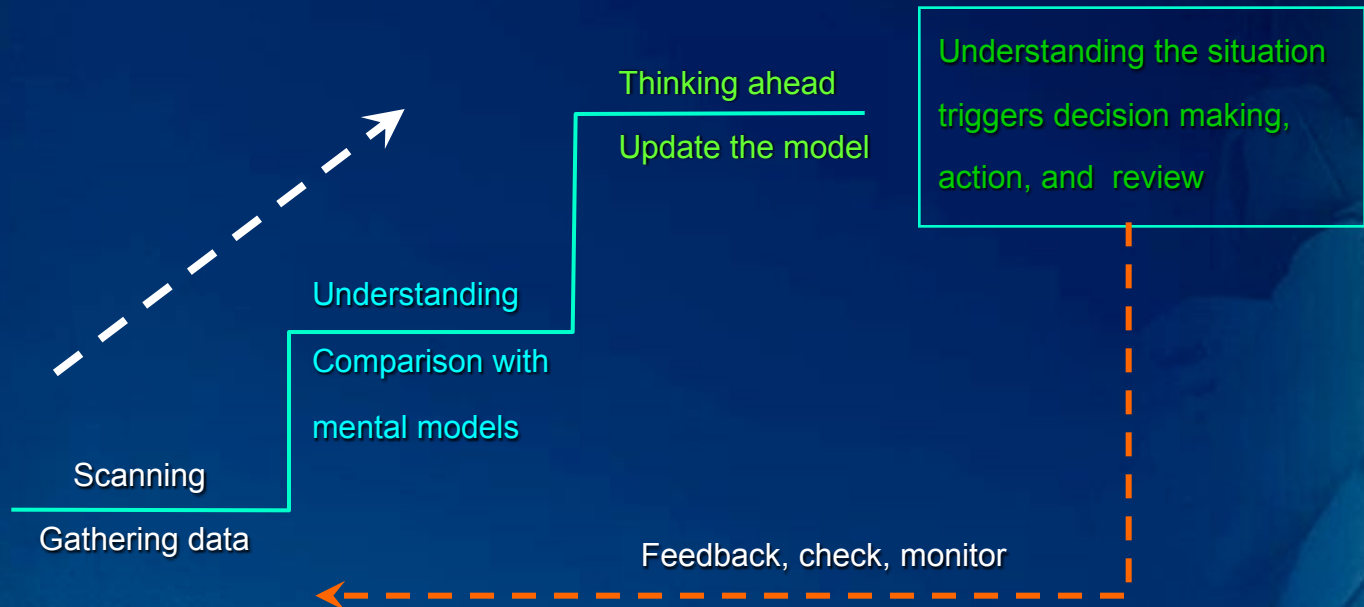 Thinking ahead
Update the model
Understanding the situation
triggers decision making,
action, and review
Understanding
Comparison with
mental models
Scanning
Gathering data
Feedback, check, monitor